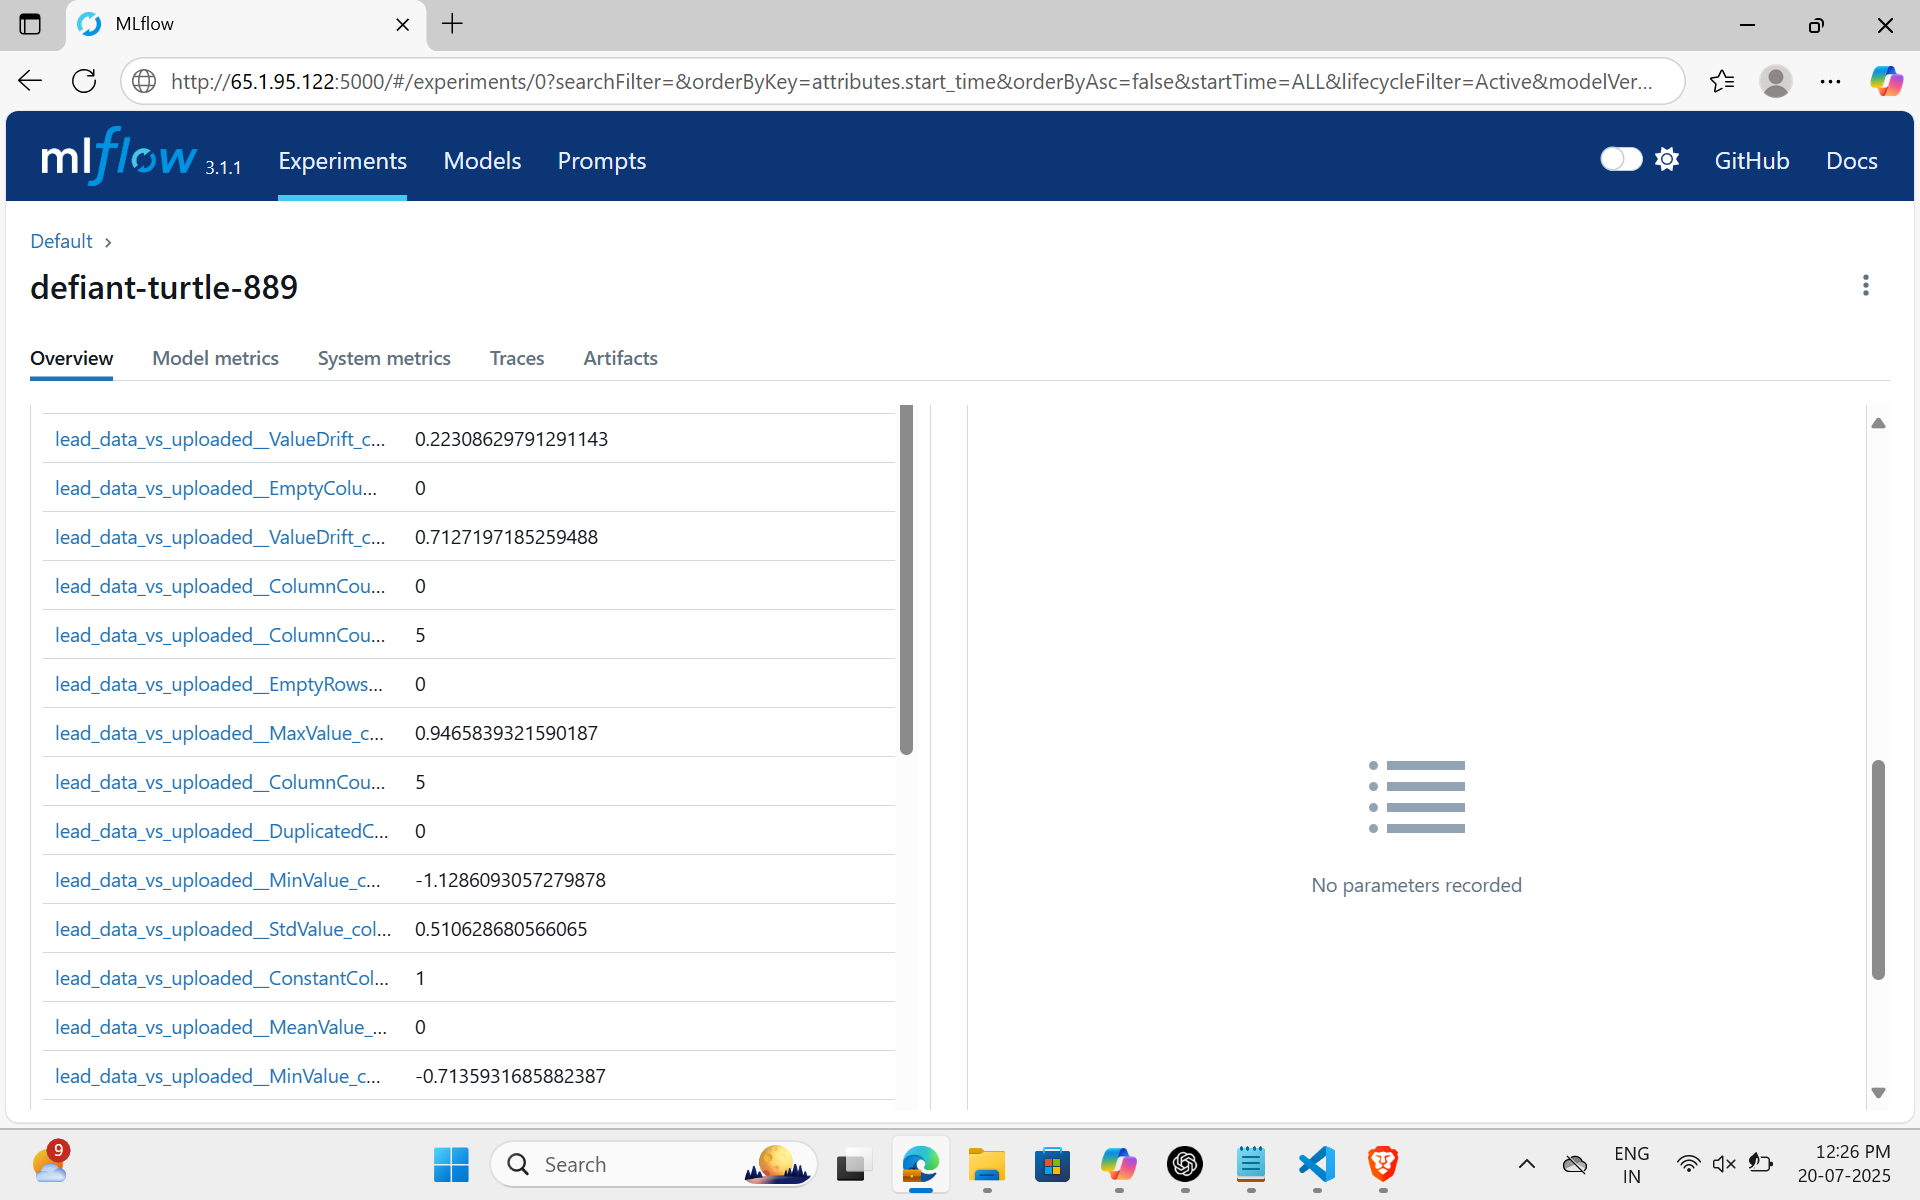 MLflow
http://65.1.95.122:5000/#/experiments/0?searchFilter=&orderByKey=attributes.start_time&orderByAsc=false&startTime=ALL&lifecycleFilter=Active&modelVer...
mlflow 3.1.1 Experiments Models Prompts GitHub Docs
Default
defiant-turtle-889
Overview Model metrics System metrics Traces Artifacts
lead_data_vs_uploaded__ValueDrift_c... 0.22308629791291143
lead_data_vs_uploaded__EmptyColu... 0
lead_data_vs_uploaded__ValueDrift_c... 0.7127197185259488
lead_data_vs_uploaded__ColumnCou... 0
lead_data_vs_uploaded__ColumnCou... 5
lead_data_vs_uploaded__EmptyRows... 0
lead_data_vs_uploaded__MaxValue_c... 0.9465839321590187
lead_data_vs_uploaded__ColumnCou... 5
lead_data_vs_uploaded__DuplicatedC... 0
lead_data_vs_uploaded__MinValue_c... -1.1286093057279878
lead_data_vs_uploaded__StdValue_col... 0.510628680566065
lead_data_vs_uploaded__ConstantCol... 1
lead_data_vs_uploaded__MeanValue_... 0
lead_data_vs_uploaded__MinValue_c... -0.7135931685882387
No parameters recorded
9
Search
ENG
IN
12:26 PM
20-07-2025